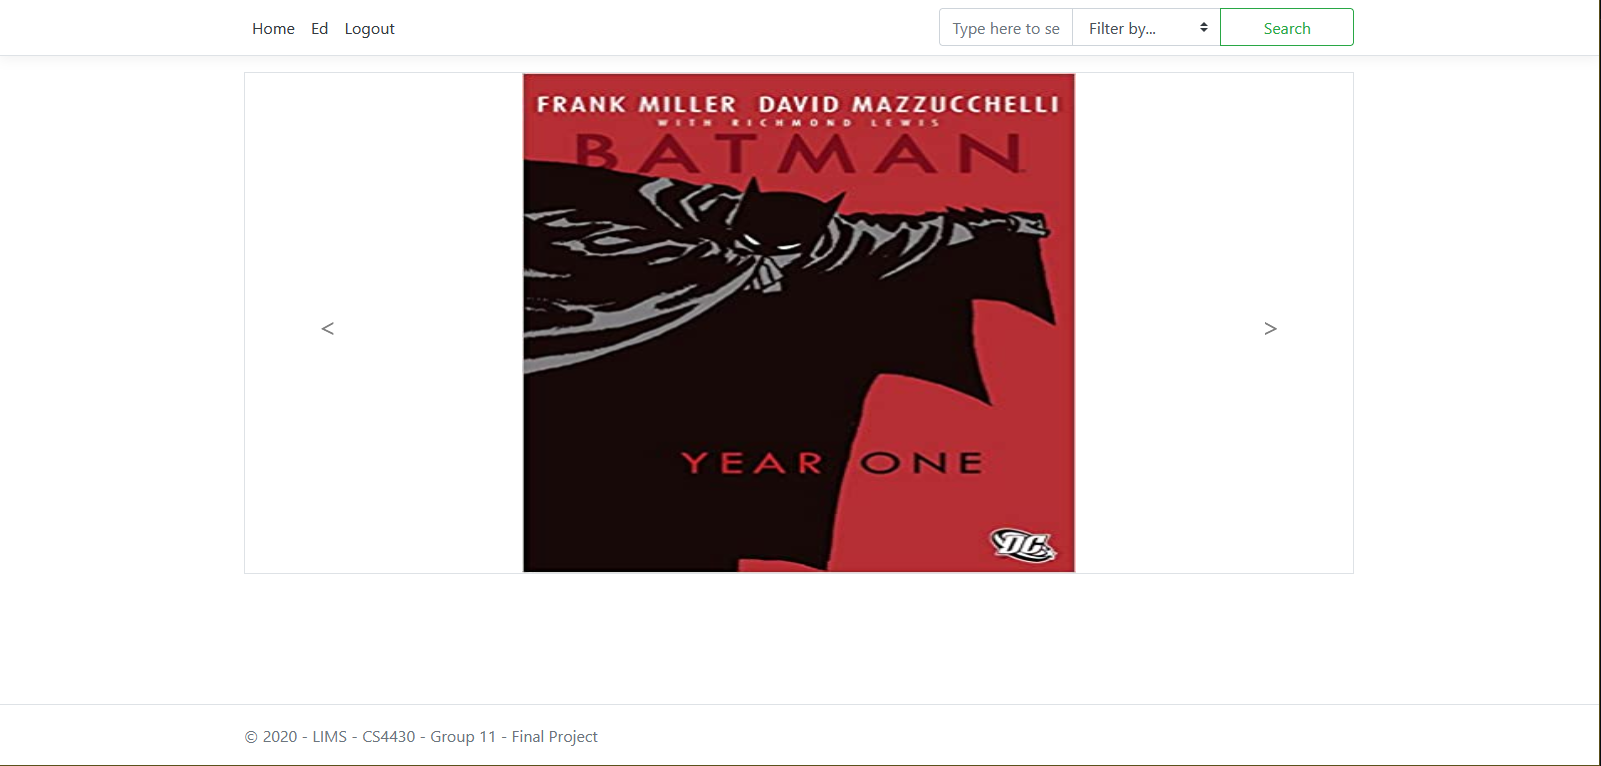 Home Ed Logout Type here to se Filter by... Search
FRANK MILLER DAVID MAZZUCCHELLI
WITH RICHMOND LEWIS
BATMAN
<
>
YEAR ONE
DC
© 2020 - LIMS - CS4430 - Group 11 - Final Project